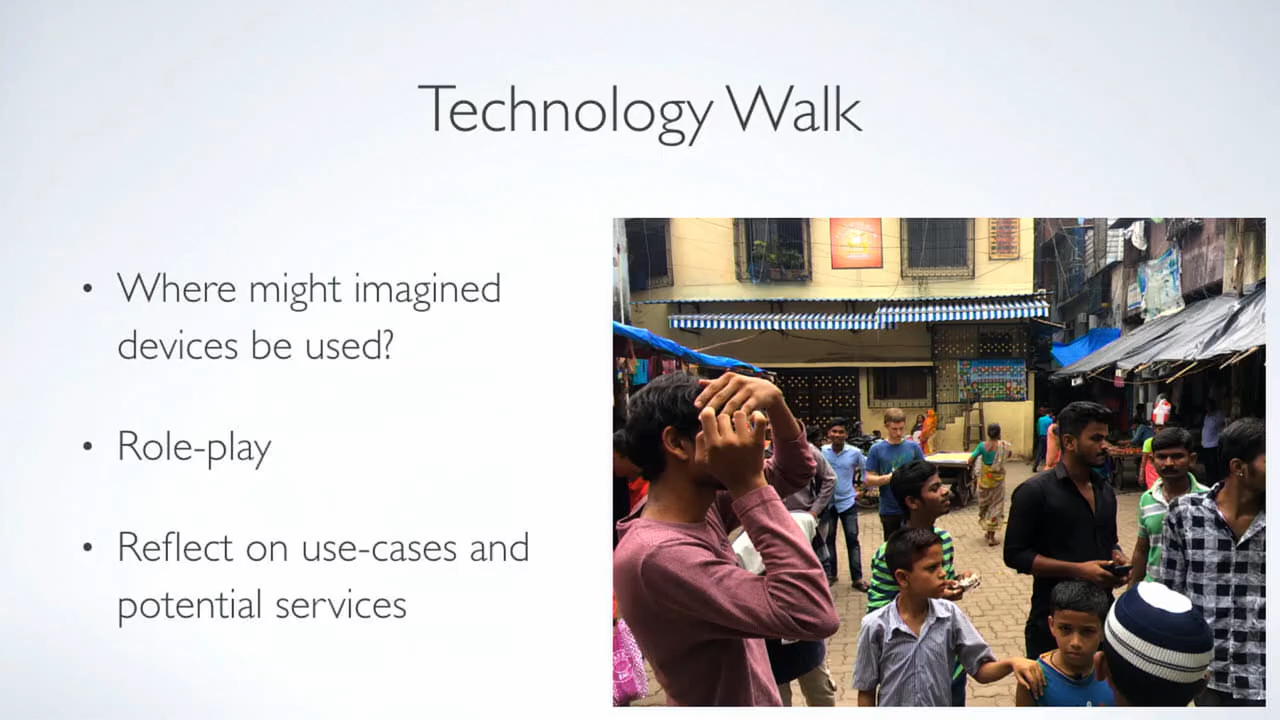 Technology Walk
• Where might imagined
devices be used?
• Role-play
• Reflect on use-cases and
potential services